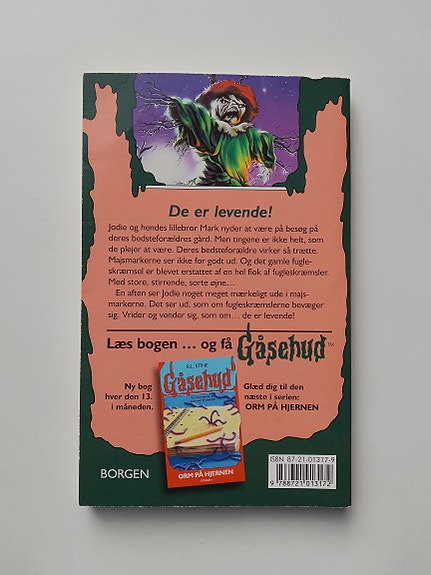 De er levende!
Jodie og hendes lillebror Mark nyder at være på besøg på
deres bedsteforældres gård. Men tingene er ikke helt, som
de plejer at være. Deres bedsteforældre virker så trætte.
Majsmarkerne ser ikke for godt ud. Og det gamle fugle-
skræmsel er blevet erstattet af en hel flok af fugleskræmsler.
Med store, stirrende, sorte øjne...
En aften ser Jodie noget meget mærkeligt ude i majs-
markerne. Det ser ud, som om fugleskræmslerne bevæger
sig. Vrider og vender sig, som om... de er levende!
Læs bogen ... og få Gåsehud™
Ny bog
hver den 13.
i måneden.
R.L. STINE
Gåsehud
ORM PÅ HJERNEN
Glæd dig til den
næste i serien:
ORM PÅ HJERNEN
BORGEN
ISBN 87-21-01317-9
9 788721 013172